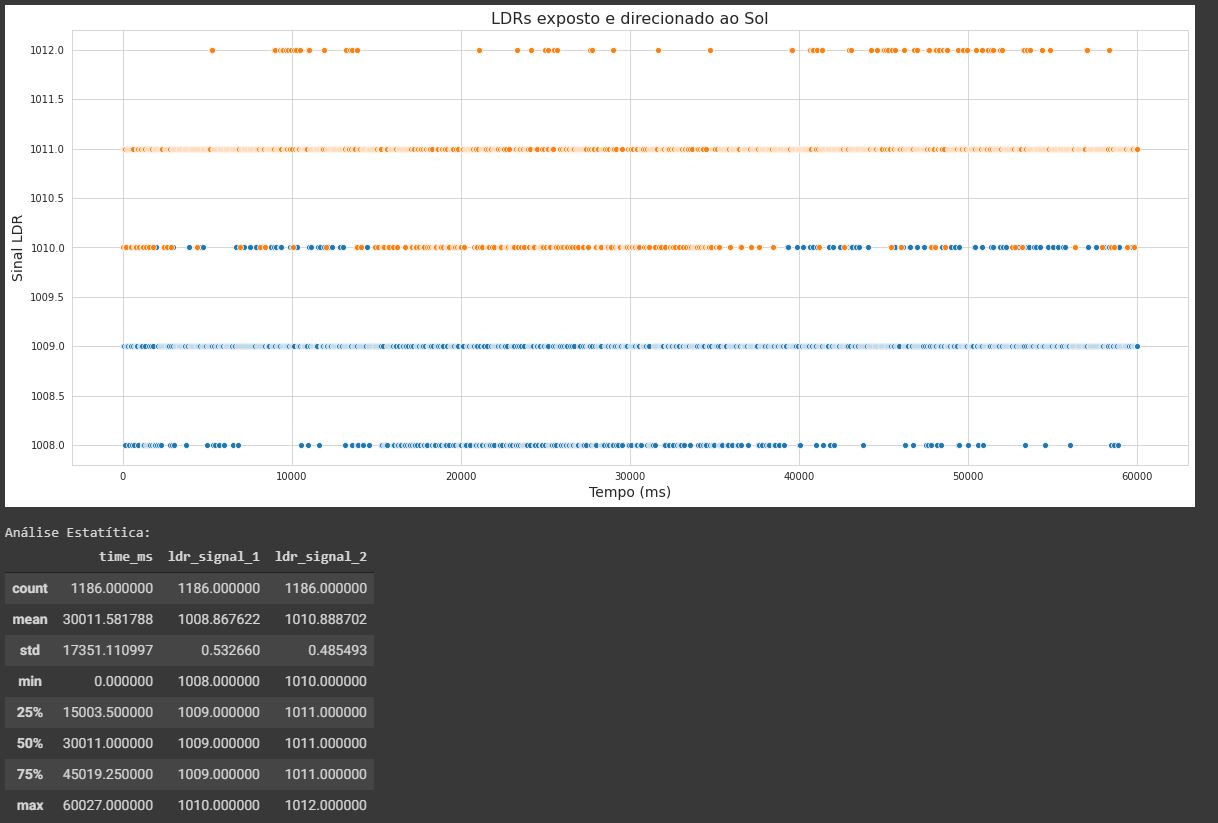 LDRs exposto e direcionado ao Sol
1012.0
1011.5
1011.0
1010.5
1010.0
1009.5
1009.0
1008.5
1008.0
Sinal LDR
0 10000 20000 30000 40000 50000 60000
Tempo (ms)
Análise Estatítica:
time_ms ldr_signal_1 ldr_signal_2
count 1186.000000 1186.000000 1186.000000
mean 30011.581788 1008.867622 1010.888702
std 17351.110997 0.532660 0.485493
min 0.000000 1008.000000 1010.000000
25% 15003.500000 1009.000000 1011.000000
50% 30011.000000 1009.000000 1011.000000
75% 45019.250000 1009.000000 1011.000000
max 60027.000000 1010.000000 1012.000000